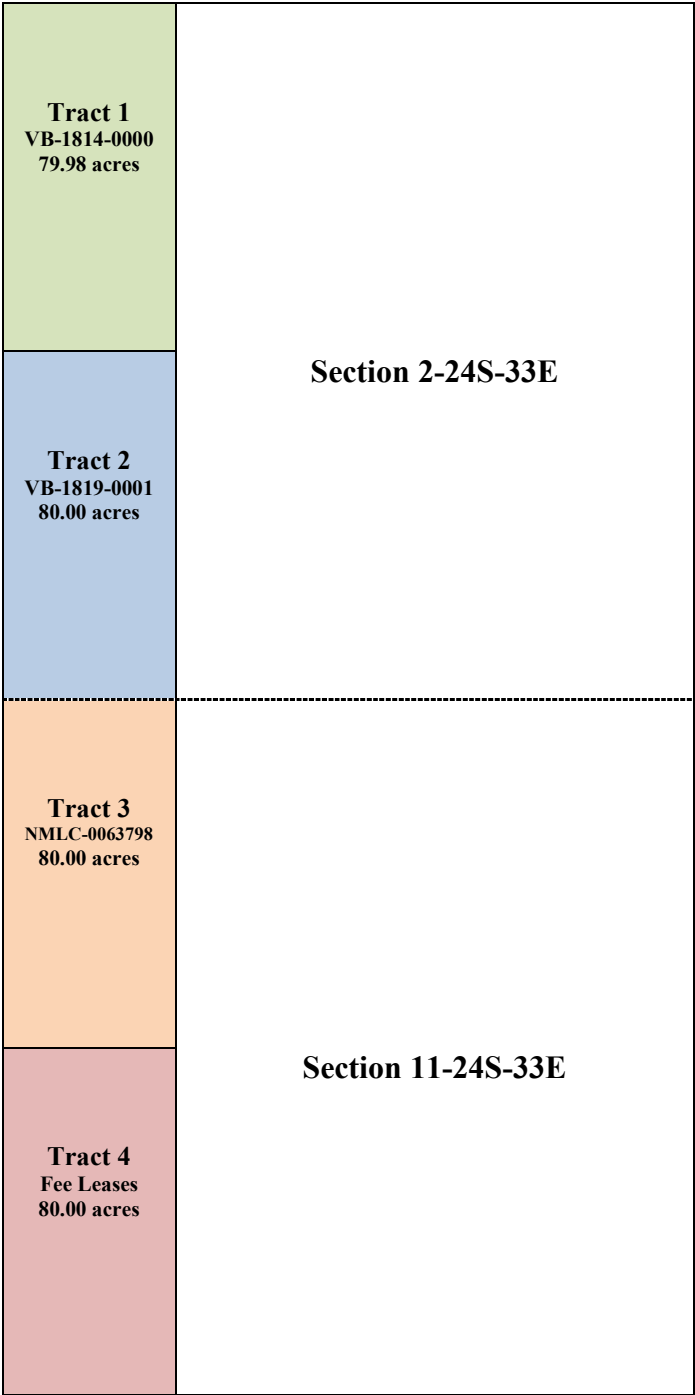 Tract 1
VB-1814-0000
79.98 acres
Section 2-24S-33E
Tract 2
VB-1819-0001
80.00 acres
Tract 3
NMLC-0063798
80.00 acres
Section 11-24S-33E
Tract 4
Fee Leases
80.00 acres